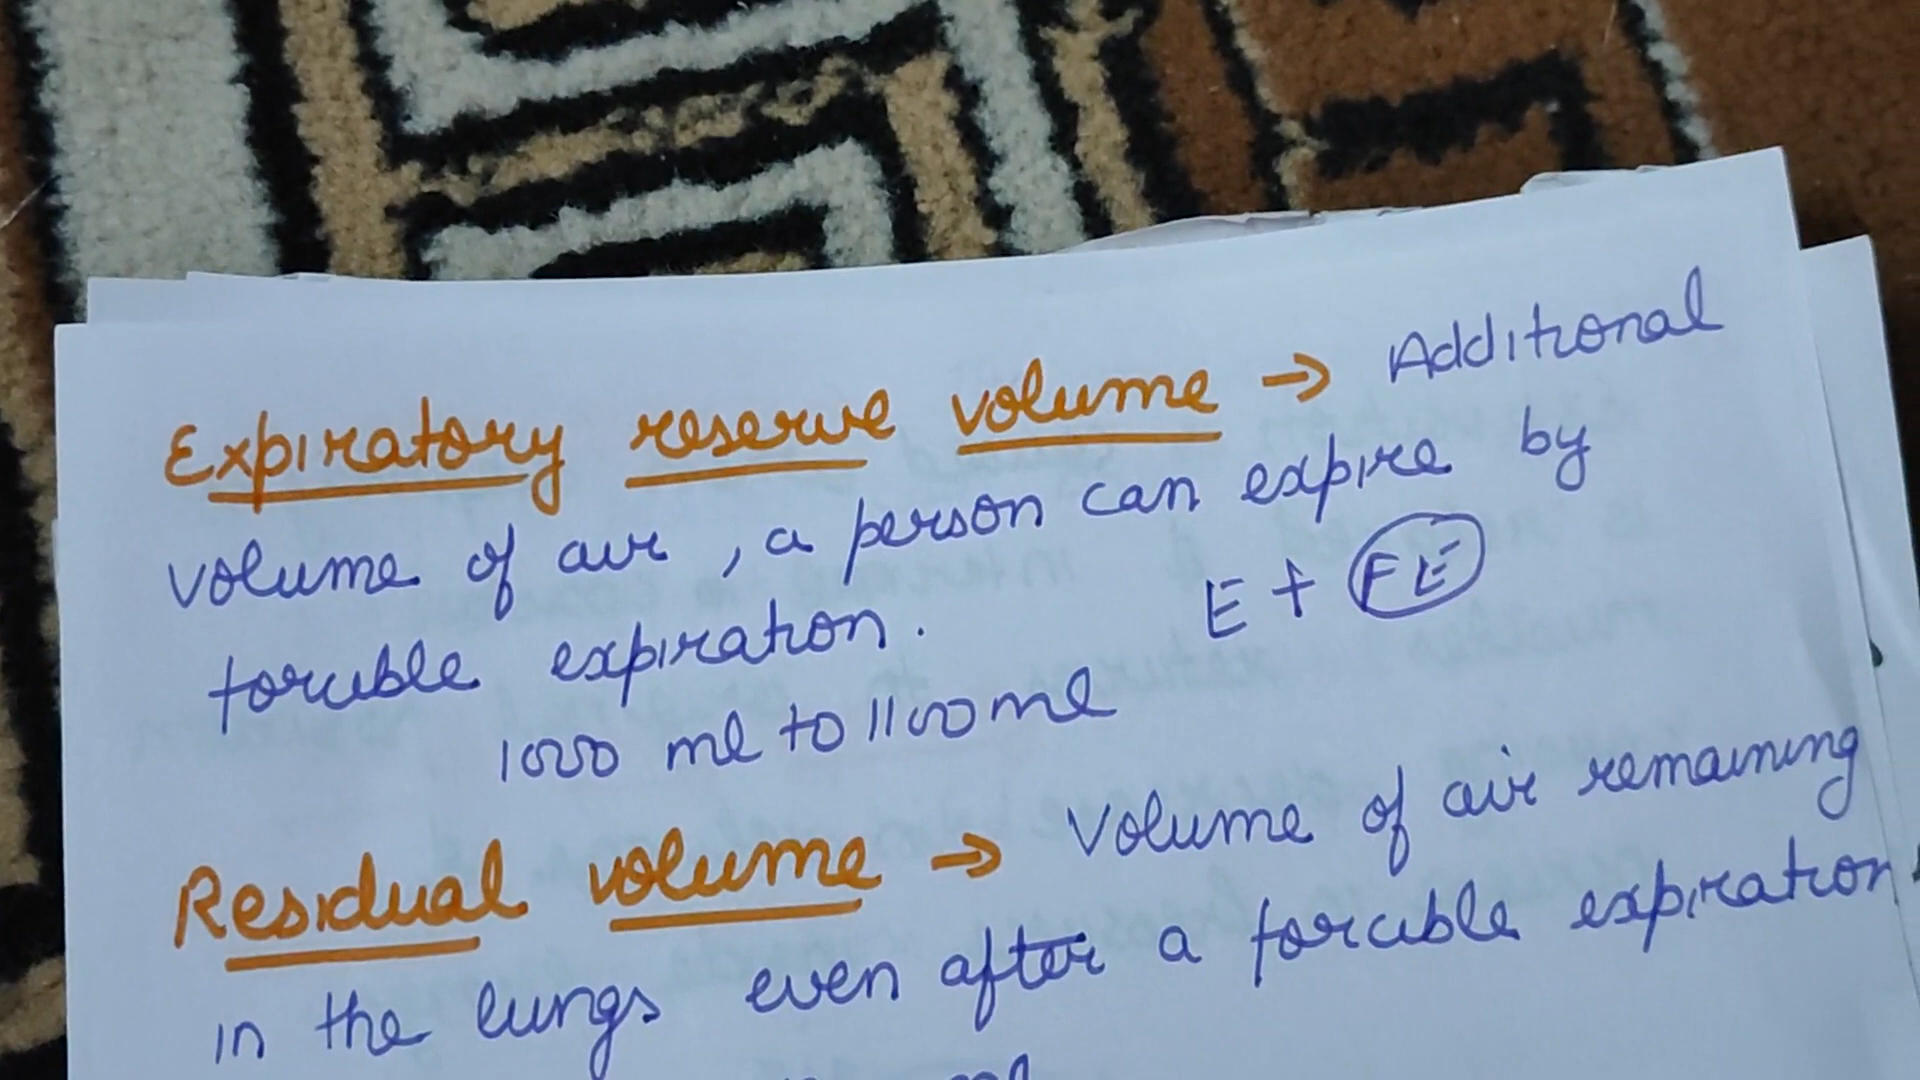 Expiratory reserve volume → Additional
volume of air, a person can expire by
forcible expiration.
E + FE
1000 ml to 1100 ml
Residual volume → Volume of air remaining
in the lungs even after a forcible expiration
ml